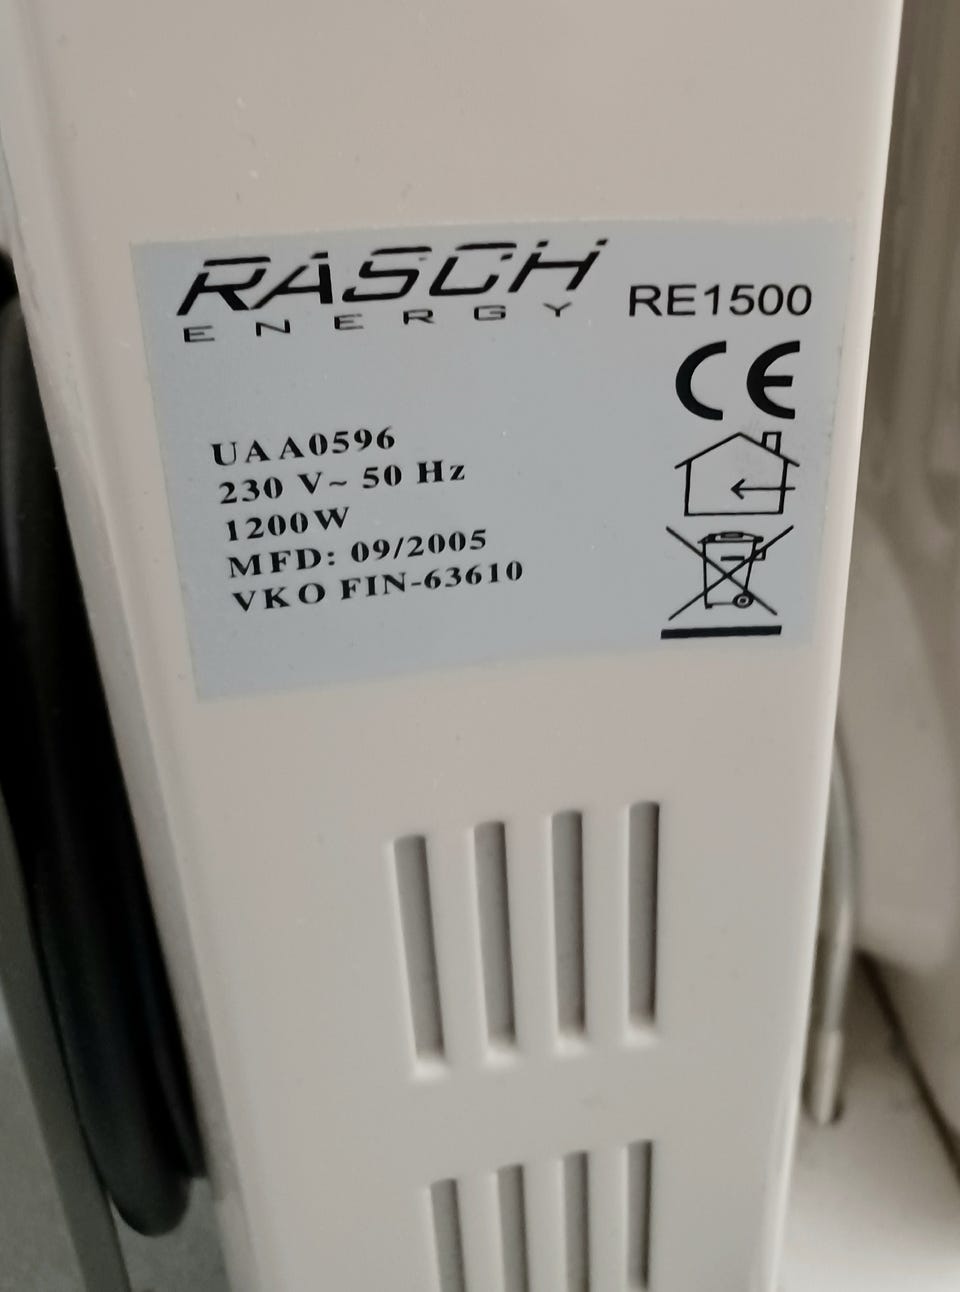 RASCH
ENERGY
RE1500
CE
UAA0596
230 V~ 50 Hz
1200W
MFD: 09/2005
VKO FIN-63610